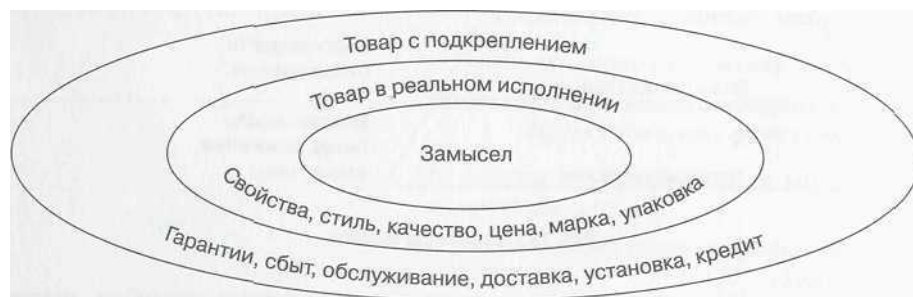 Товар с подкреплением
Товар в реальном исполнении
Замысел
Свойства, стиль, качество, цена, марка, упаковка
Гарантии, сбыт, обслуживание, доставка, установка, кредит